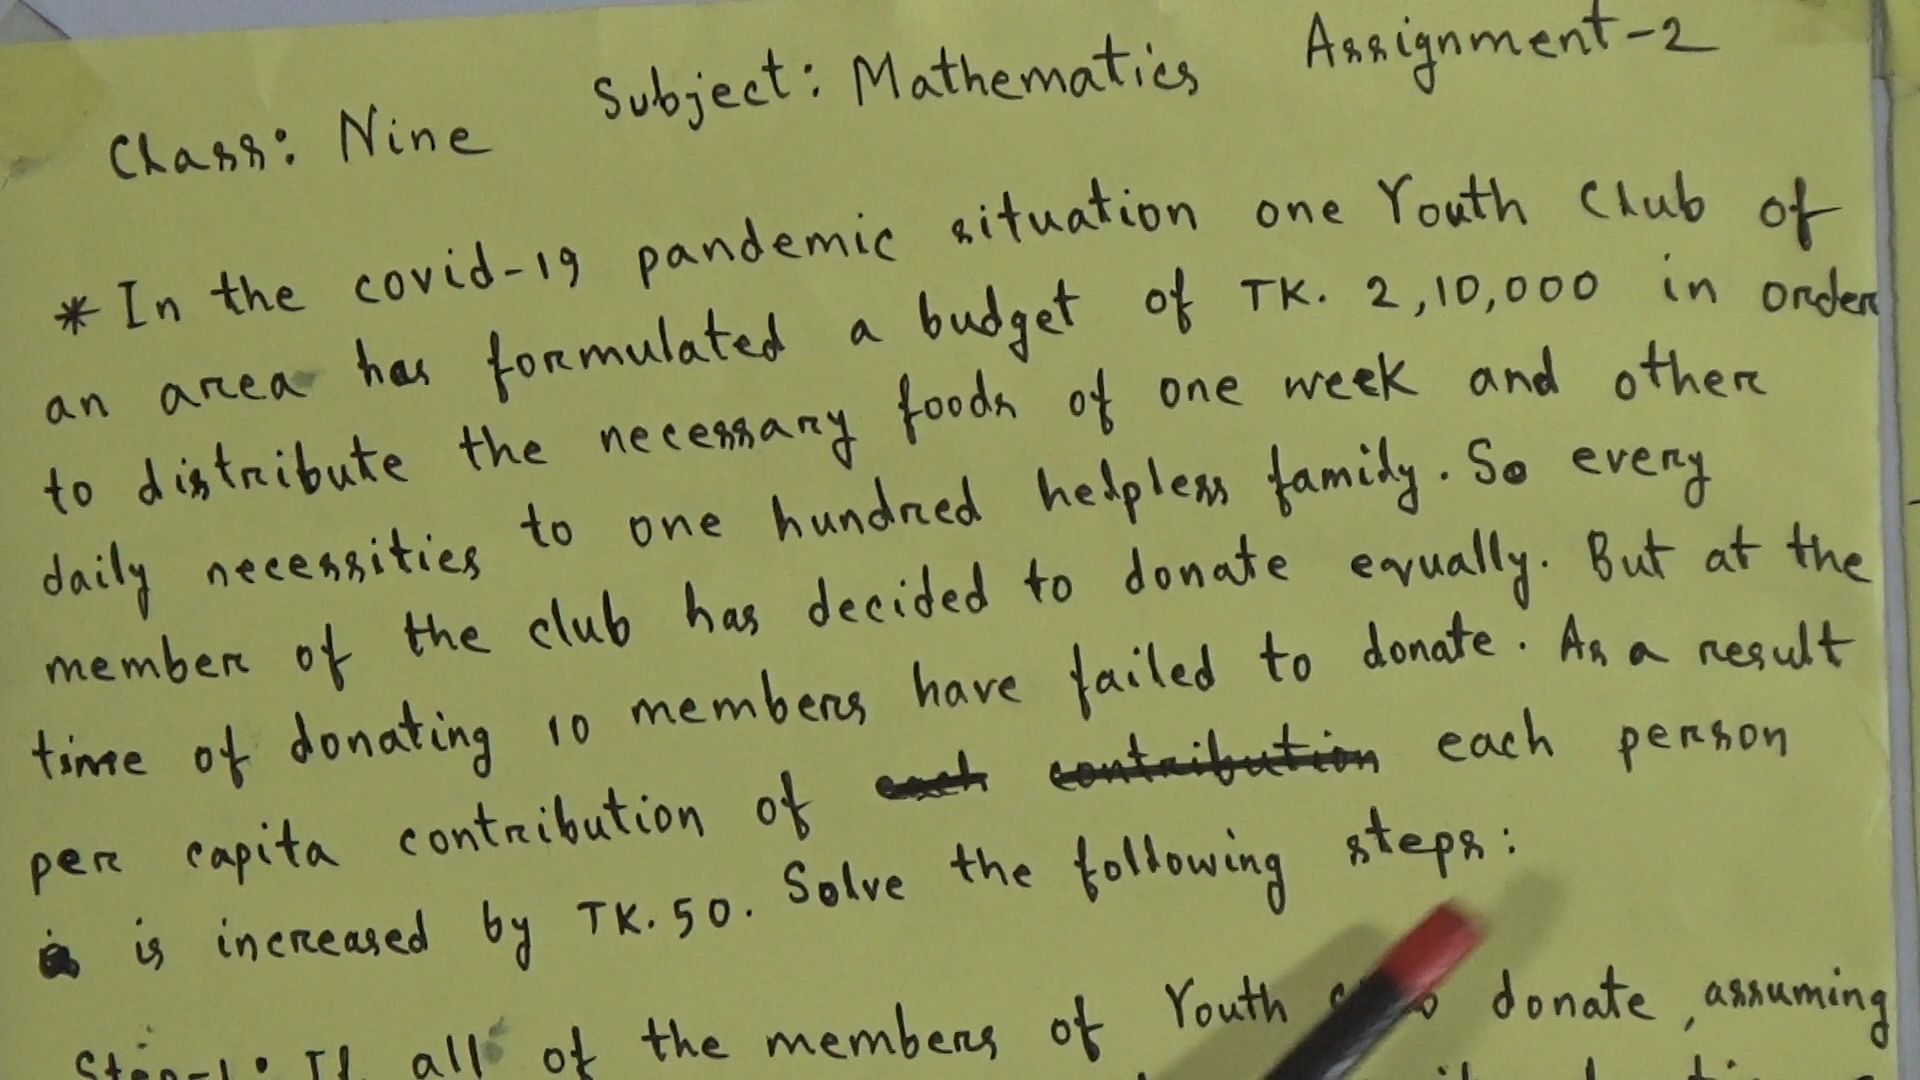 Class: Nine Subject: Mathematics Assignment-2
* In the covid-19 pandemic situation one Youth Club of
an area has formulated a budget of TK. 2,10,000 in order
to distribute the necessary foods of one week and other
daily necessities to one hundred helpless family. So every
member of the club has decided to donate equally. But at the
time of donating 10 members have failed to donate. As a result
per capita contribution of each contribution each person
is increased by TK. 50. Solve the following steps:
Step-1: If all of the members of Youth donate, assuming